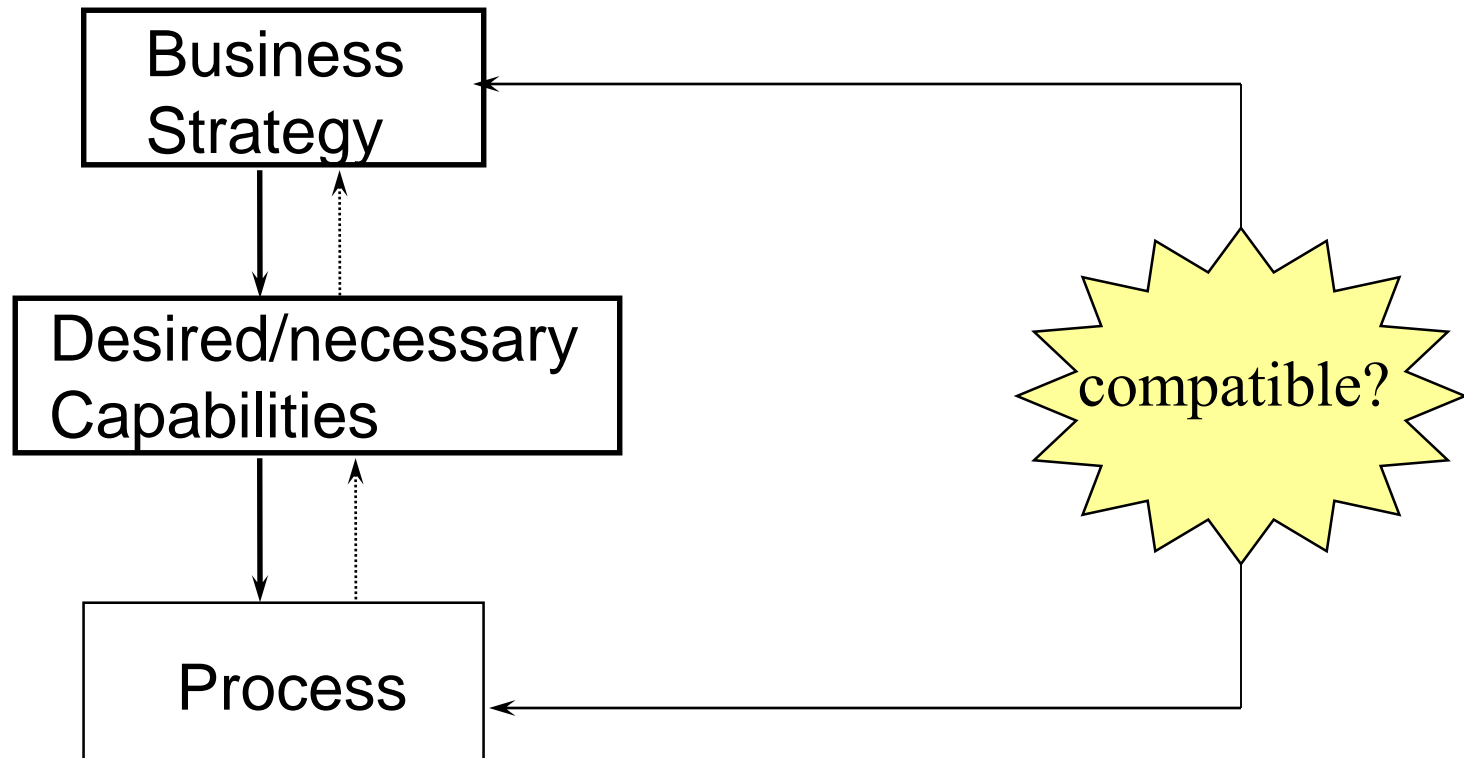 Business
Strategy
Desired/necessary
Capabilities
compatible?
Process